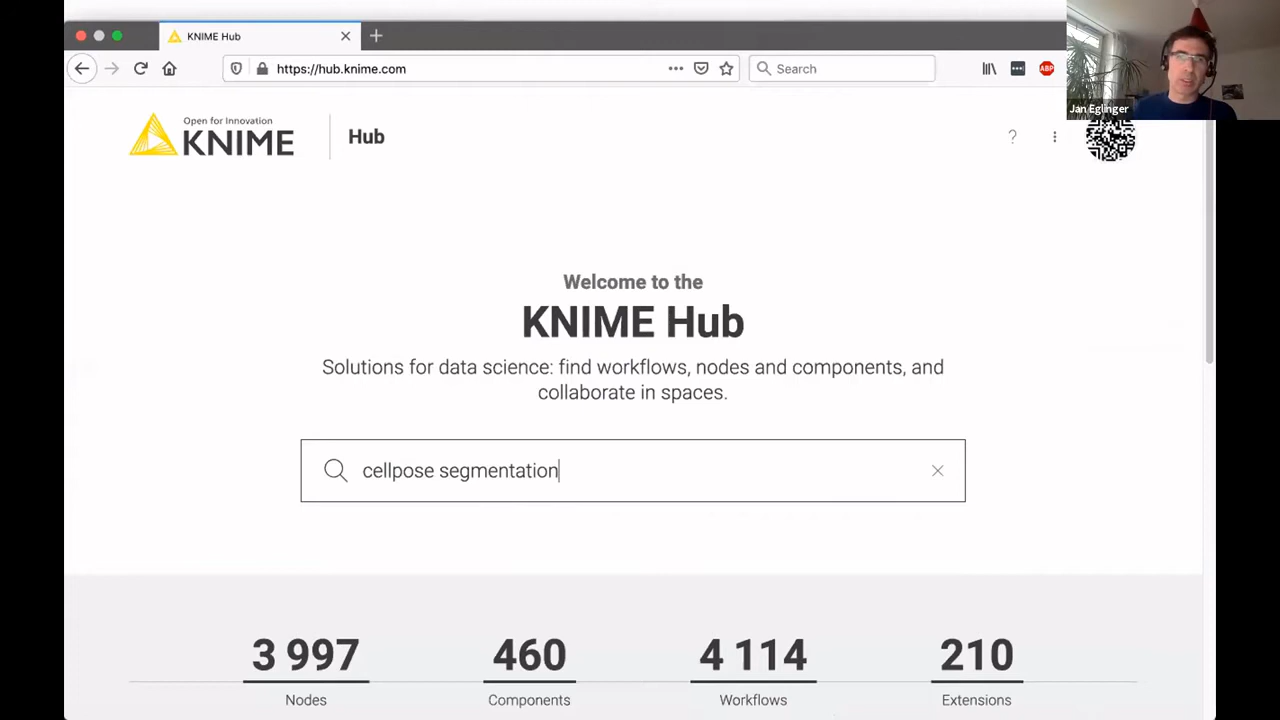 KNIME Hub
https://hub.knime.com
Search
ABP
Jan Eglinger
Open for Innovation
KNIME
Hub
?
Welcome to the
KNIME Hub
Solutions for data science: find workflows, nodes and components, and
collaborate in spaces.
cellpose segmentation
3 997
460
4 114
210
Nodes
Components
Workflows
Extensions